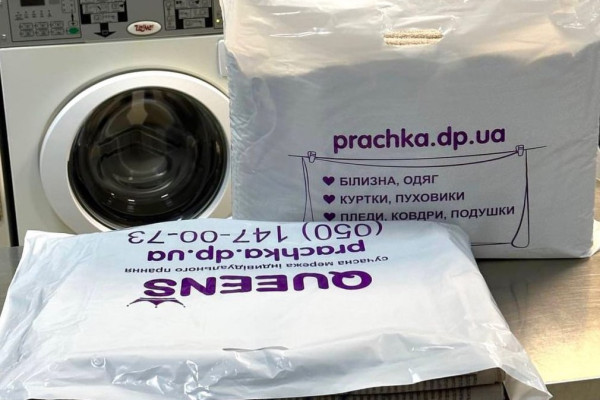 prachka.dp.ua
БІЛИЗНА, ОДЯГ
КУРТКИ, ПУХОВИКИ
ПЛЕДИ, КОВДРИ, ПОДУШКИ
QUEENS
сучасна мережа індивідуального прання
prachka.dp.ua
(050) 147-00-73